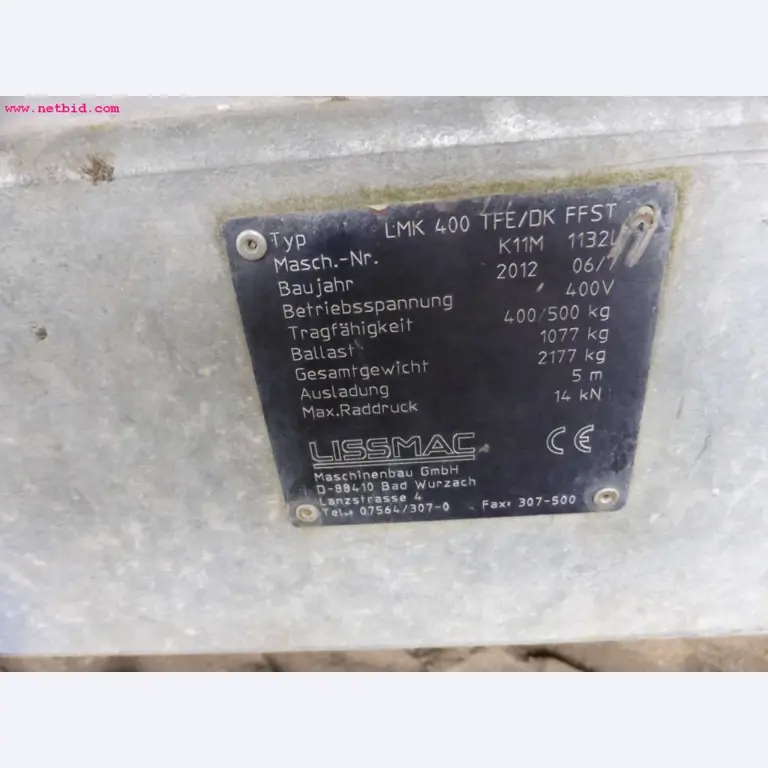 www.netbid.com
Typ LMK 400 TFE/DK FFST
Masch.-Nr. K11M
Baujahr 2012
Betriebsspannung 400V
Tragfähigkeit 400/500 kg
Ballast 1077 kg
Gesamtgewicht 2177 kg
Ausladung 5 m
Max.Raddruck 14 kN
LISSMAC CE
Maschinenbau GmbH
D-88410 Bad Wurzach
Lanzstrasse 4
Tel.: 07564/307-0 Fax: 307-500